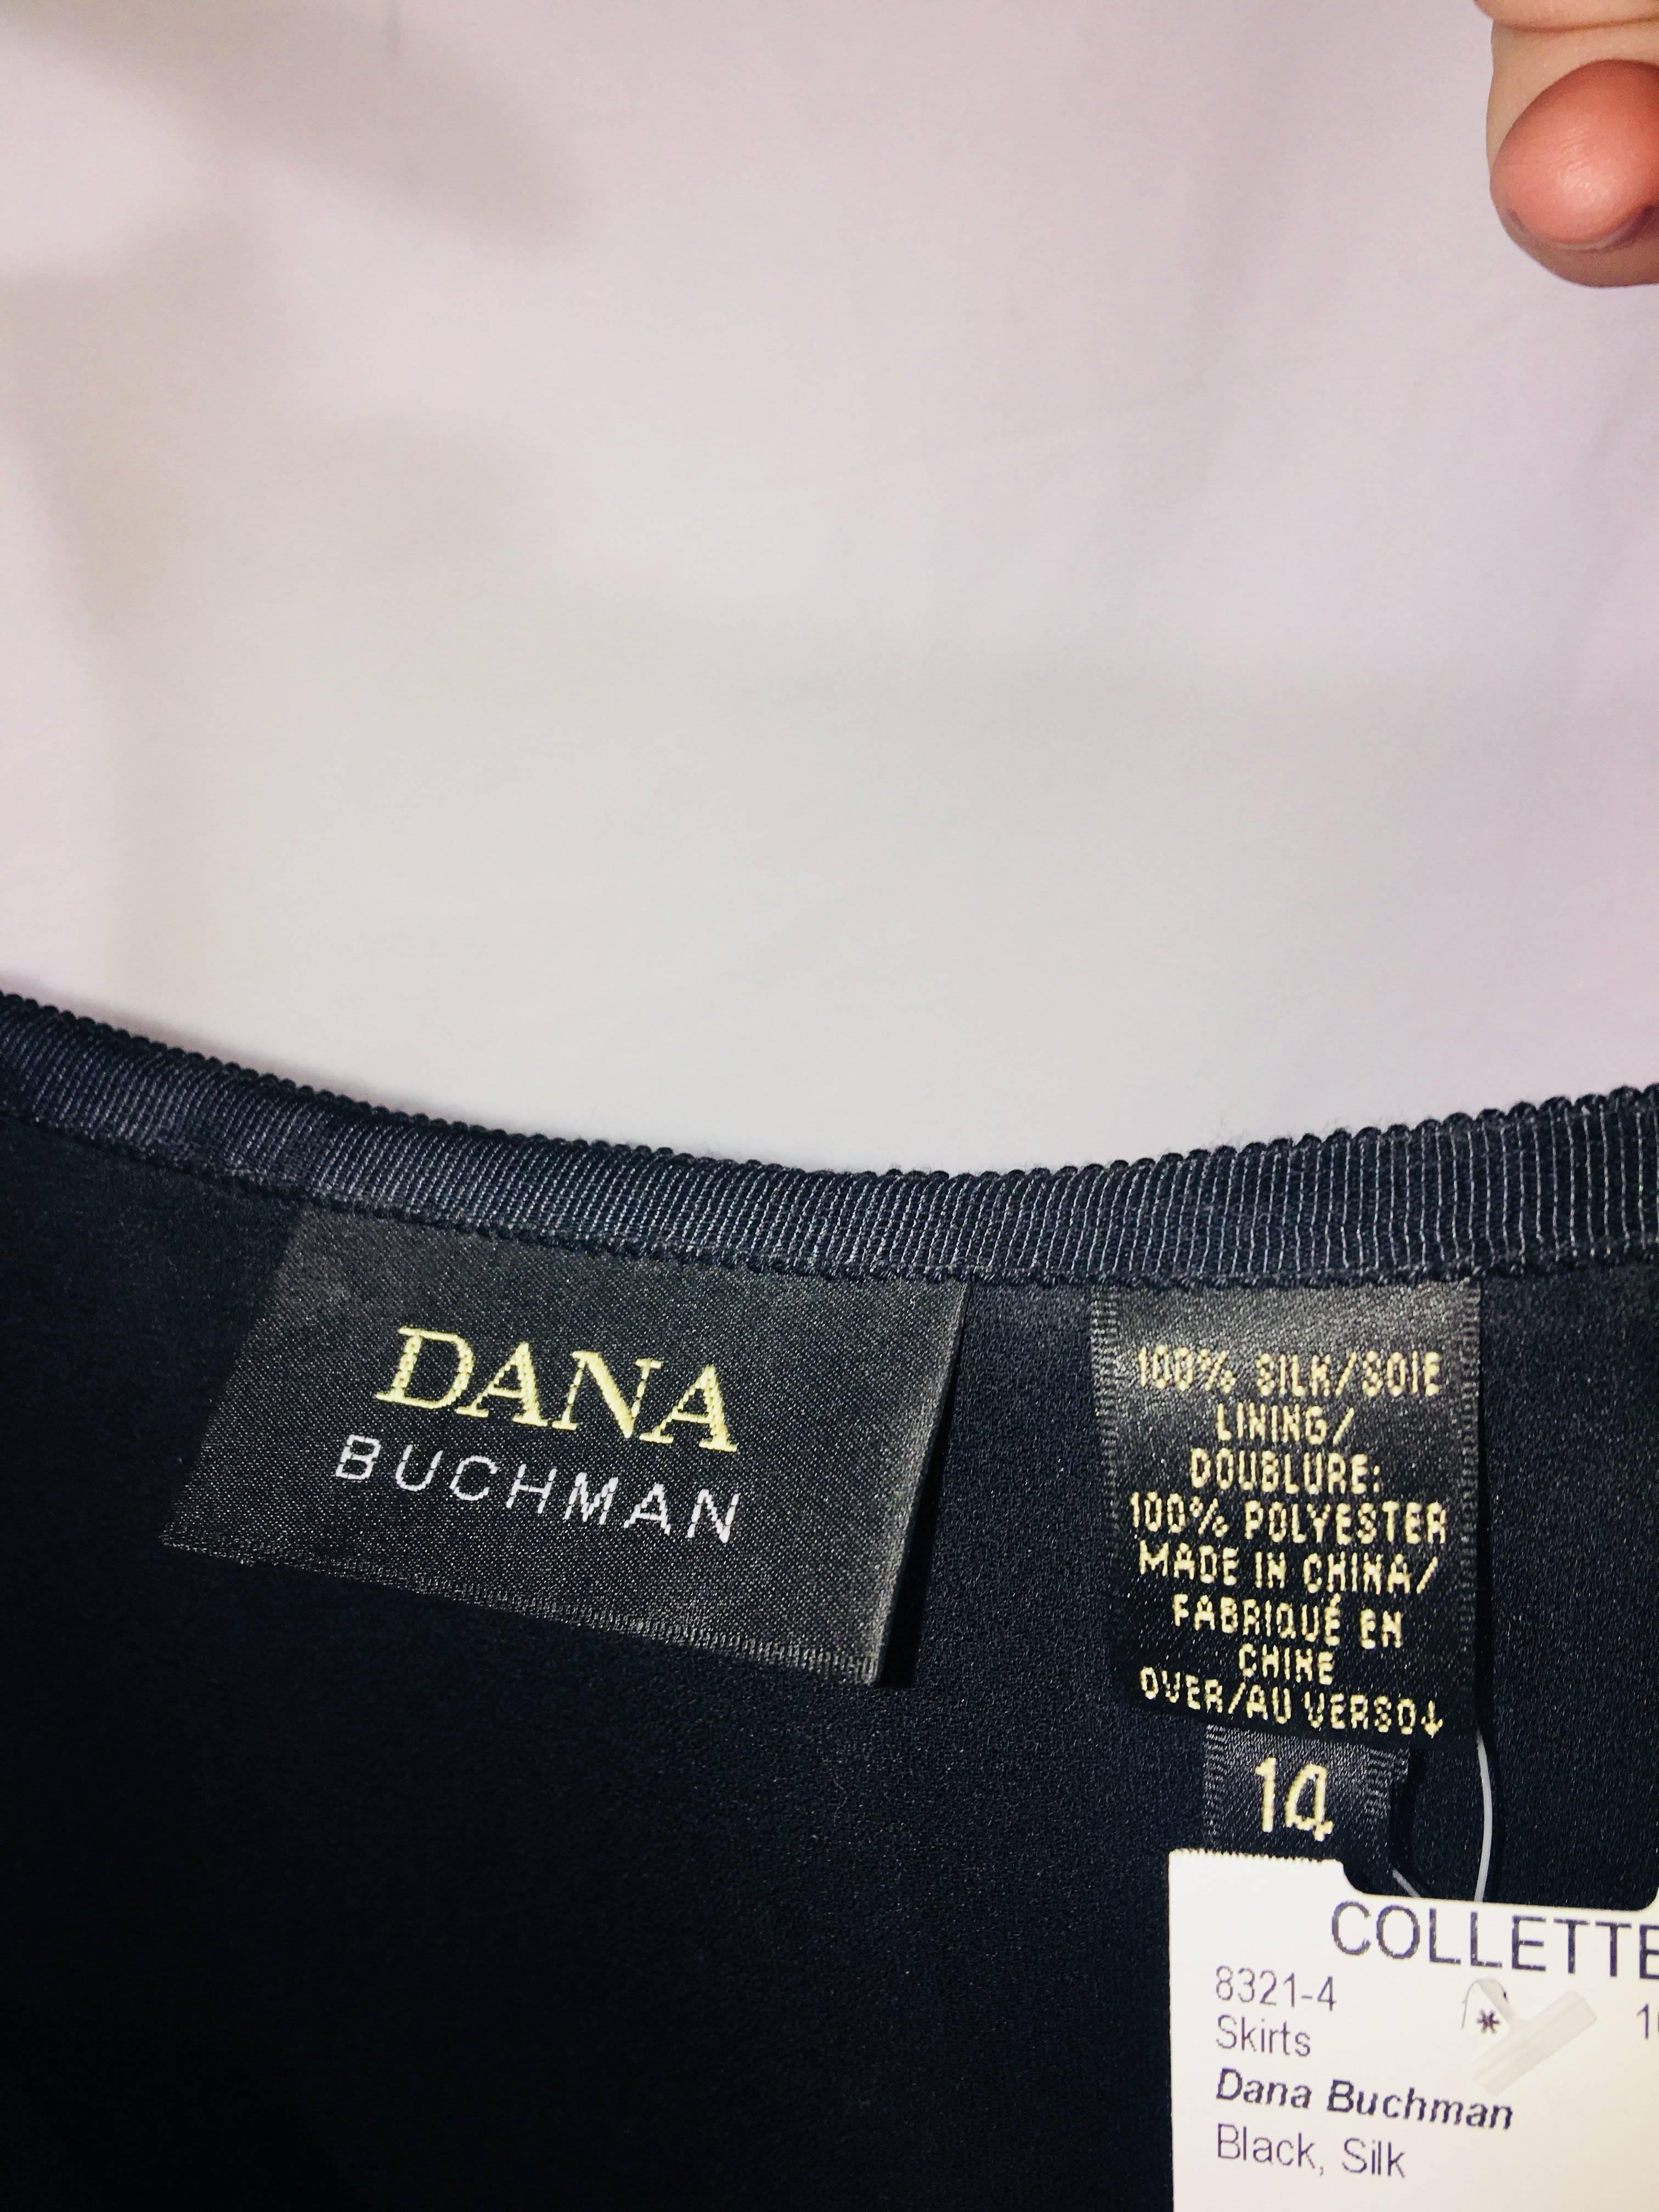 DANA
BUCHMAN
100% SILK/SOIE
LINING/
DOUBLURE:
100% POLYESTER
MADE IN CHINA/
FABRIQUÉ EN
CHINE
OVER/AU VERSO↓
14
COLLETTE
8321-4
*
Skirts
Dana Buchman
Black, Silk